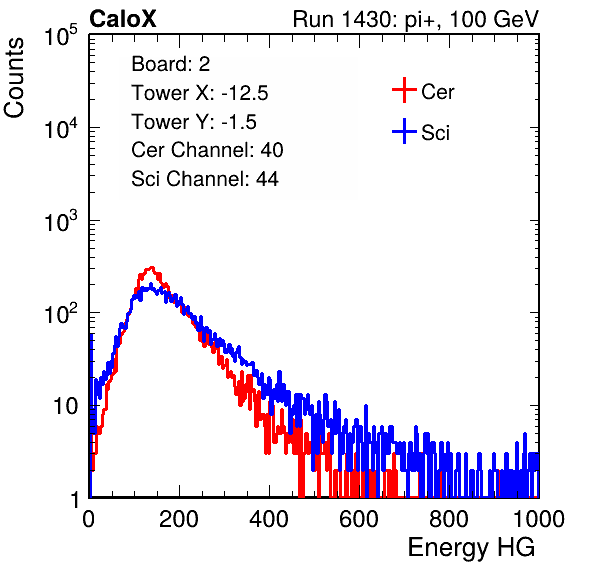 CaloX Run 1430: pi+, 100 GeV
Counts
10^5
10^4
10^3
10^2
10
1
Board: 2
Tower X: -12.5
Tower Y: -1.5
Cer Channel: 40
Sci Channel: 44
Cer
Sci
0 200 400 600 800 1000
Energy HG